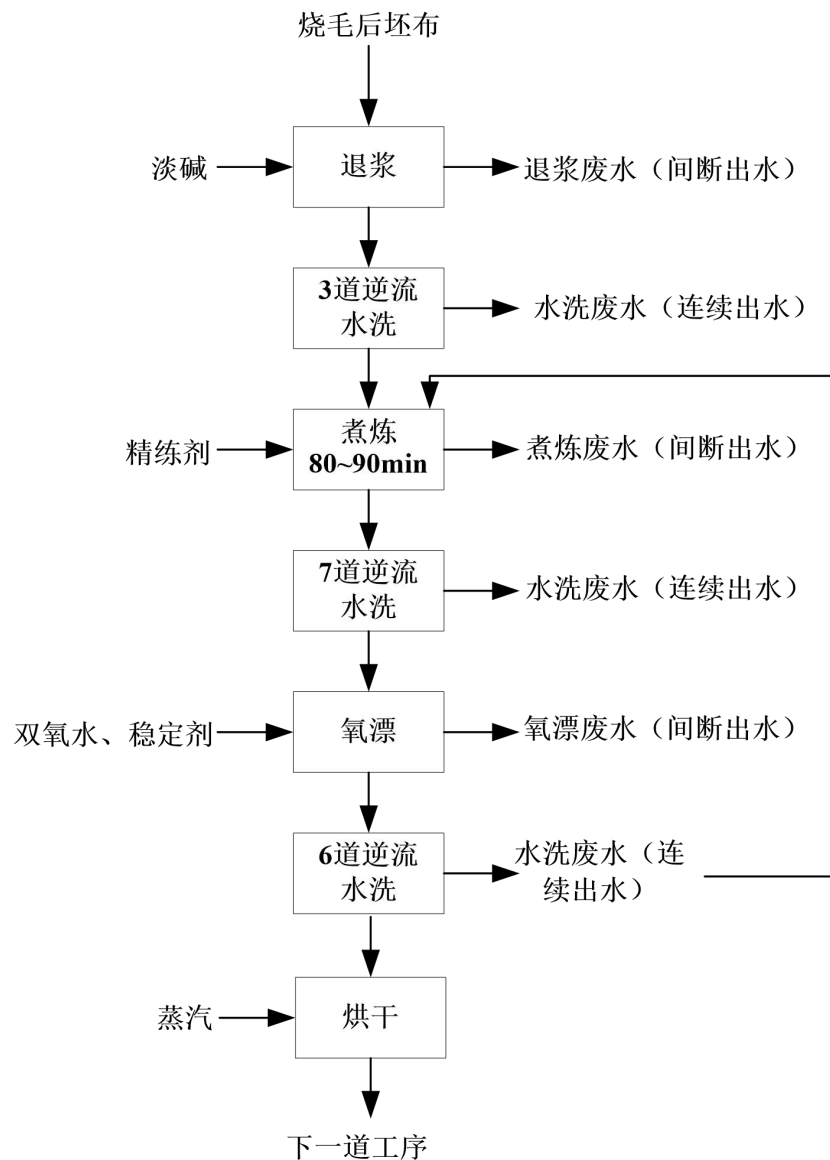 烧毛后坯布
淡碱
退浆
退浆废水（间断出水）
3道逆流
水洗
水洗废水（连续出水）
精练剂
煮炼
80~90min
煮炼废水（间断出水）
7道逆流
水洗
水洗废水（连续出水）
双氧水、稳定剂
氧漂
氧漂废水（间断出水）
6道逆流
水洗
水洗废水（连
续出水）
蒸汽
烘干
下一道工序